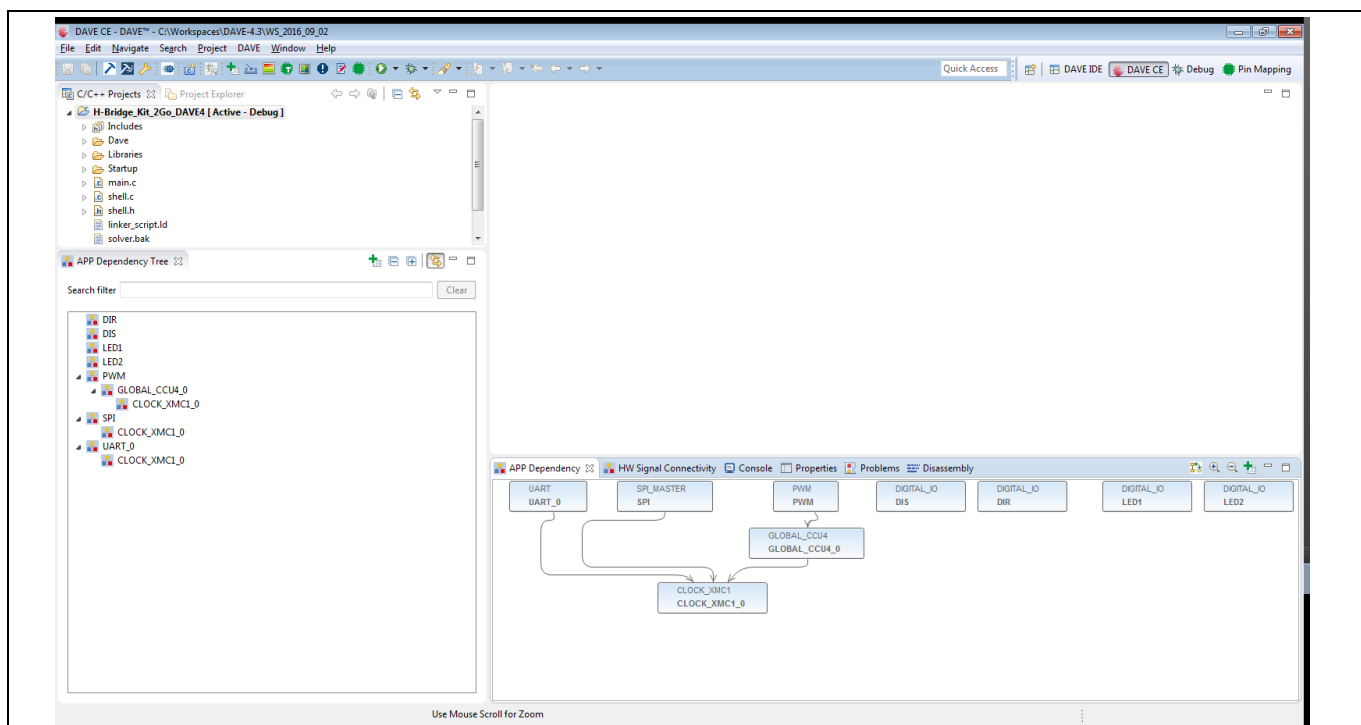 DAVE CE - DAVE™ - C:\Workspaces\DAVE-4.3\WS_2016_09_02
File Edit Navigate Search Project DAVE Window Help
Quick Access DAVE IDE DAVE CE Debug Pin Mapping
C/C++ Projects Project Explorer
H-Bridge_Kit_2Go_DAVE4 [ Active - Debug ]
Includes
Dave
Libraries
Startup
main.c
shell.c
shell.h
linker_script.ld
solver.bak
APP Dependency Tree
Search filter Clear
DIR
DIS
LED1
LED2
PWM
GLOBAL_CCU4_0
CLOCK_XMC1_0
SPI
CLOCK_XMC1_0
UART_0
CLOCK_XMC1_0
APP Dependency HW Signal Connectivity Console Properties Problems Disassembly
UART SPI_MASTER PWM DIGITAL_IO DIGITAL_IO DIGITAL_IO DIGITAL_IO
UART_0 SPI PWM DIS DIR LED1 LED2
GLOBAL_CCU4
GLOBAL_CCU4_0
CLOCK_XMC1
CLOCK_XMC1_0
Use Mouse Scroll for Zoom